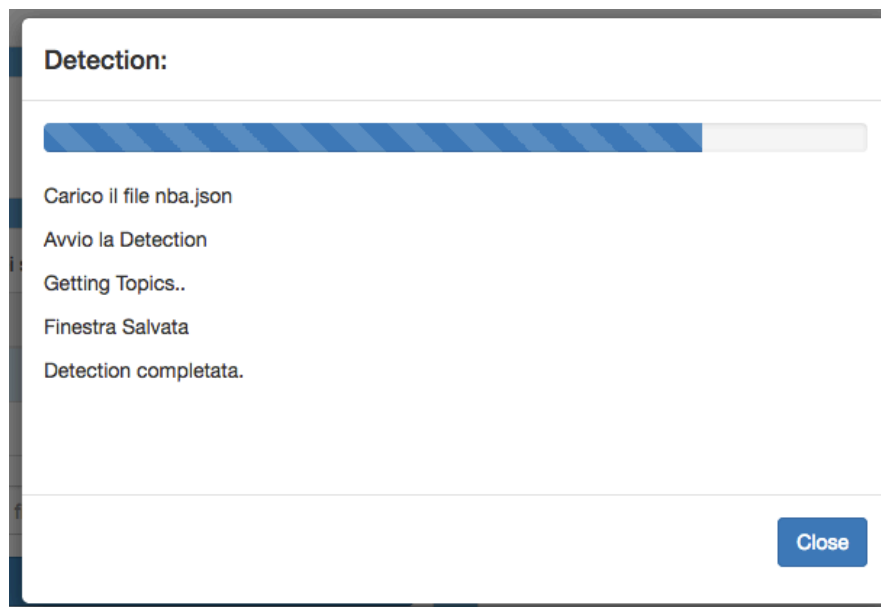 Detection:
Carico il file nba.json
Avvio la Detection
i
Getting Topics..
Finestra Salvata
Detection completata.
f
Close